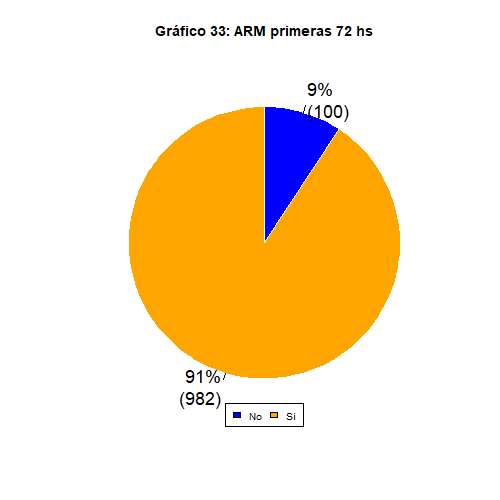 Gráfico 33: ARM primeras 72 hs
9%
(100)
91%
(982)
No Si